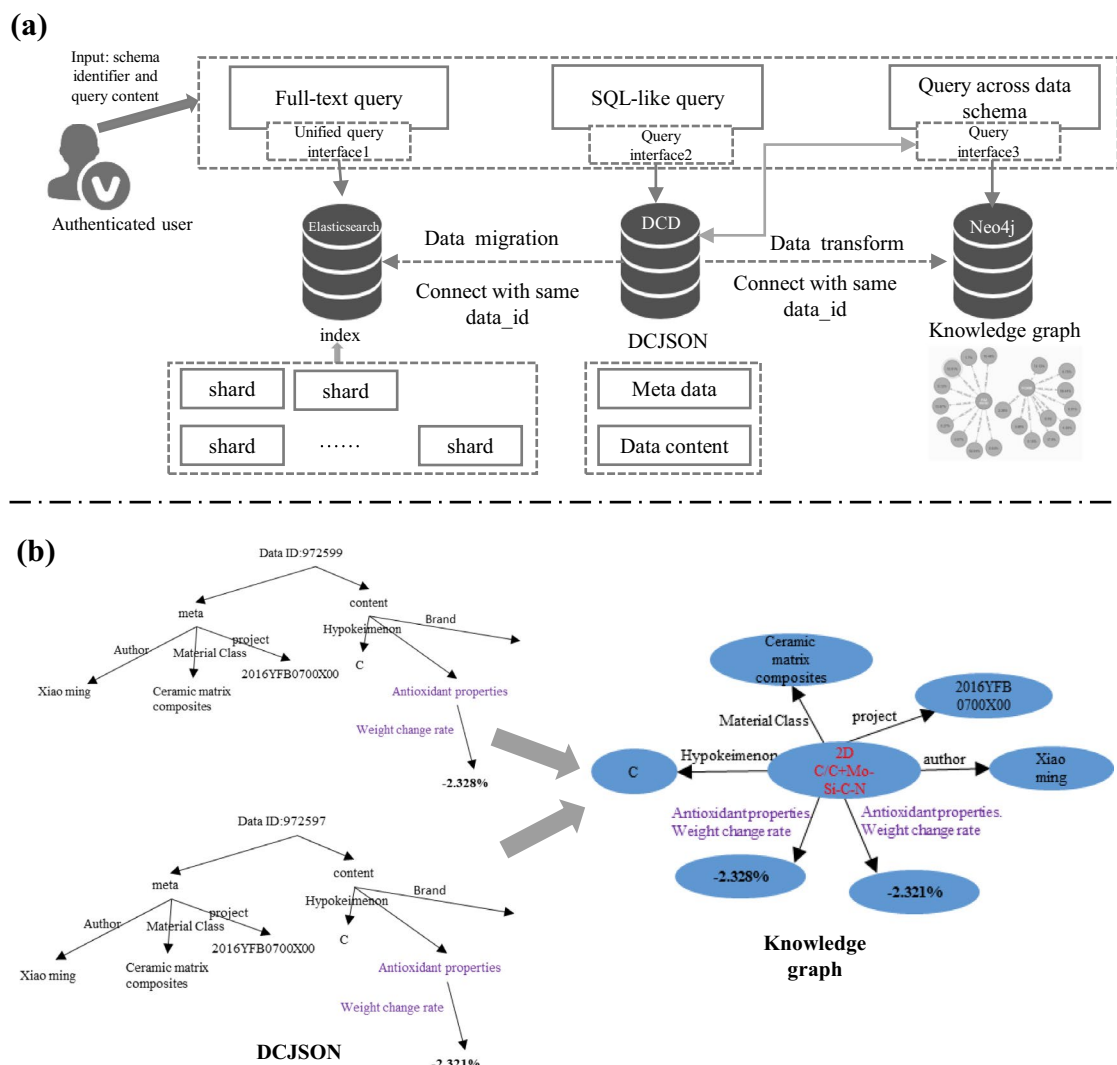 (a)
Input: schema
identifier and
query content
Authenticated user
Full-text query
Unified query
interface1
SQL-like query
Query
interface2
Query across data
schema
Query
interface3
Elasticsearch
DCD
Neo4j
Data migration
Connect with same
data_id
Data transform
Connect with same
data_id
index
DCJSON
Knowledge graph
shard
shard
shard
……
shard
Meta data
Data content
(b)
Data ID:972599
meta
content
Author
Material Class
project
Hypokeimenon
Brand
Xiao ming
Ceramic matrix
composites
2016YFB0700X00
C
Antioxidant properties
Weight change rate
-2.328%
Data ID:972597
meta
content
Author
Material Class
project
Hypokeimenon
Brand
Xiao ming
Ceramic matrix
composites
2016YFB0700X00
C
Antioxidant properties
Weight change rate
-2.321%
DCJSON
Ceramic
matrix
composites
2016YFB
0700X00
Material Class
project
Hypokeimenon
C
2D
C/C+Mo-
Si-C-N
author
Xiao
ming
Antioxidant properties.
Weight change rate
Antioxidant properties.
Weight change rate
-2.328%
-2.321%
Knowledge
graph